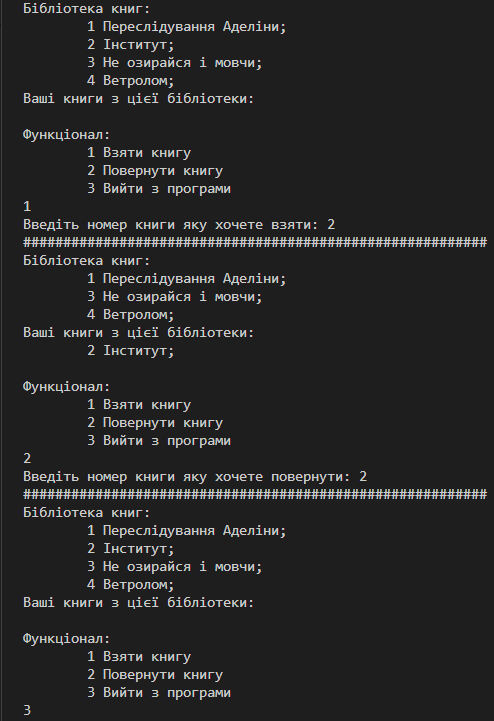 Бібліотека книг:
1 Переслідування Аделіни;
2 Інститут;
3 Не озирайся і мовчи;
4 Ветролом;
Ваші книги з цієї бібліотеки:
Функціонал:
1 Взяти книгу
2 Повернути книгу
3 Вийти з програми
1
Введіть номер книги яку хочете взяти: 2
##########################################################
Бібліотека книг:
1 Переслідування Аделіни;
3 Не озирайся і мовчи;
4 Ветролом;
Ваші книги з цієї бібліотеки:
2 Інститут;
Функціонал:
1 Взяти книгу
2 Повернути книгу
3 Вийти з програми
2
Введіть номер книги яку хочете повернути: 2
##########################################################
Бібліотека книг:
1 Переслідування Аделіни;
2 Інститут;
3 Не озирайся і мовчи;
4 Ветролом;
Ваші книги з цієї бібліотеки:
Функціонал:
1 Взяти книгу
2 Повернути книгу
3 Вийти з програми
3